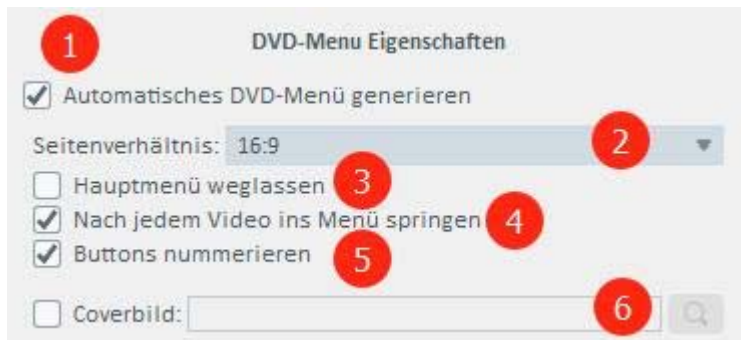 1
DVD-Menu Eigenschaften
Automatisches DVD-Menü generieren
Seitenverhältnis: 16:9 2
Hauptmenü weglassen 3
Nach jedem Video ins Menü springen 4
Buttons nummerieren 5
Coverbild: 6